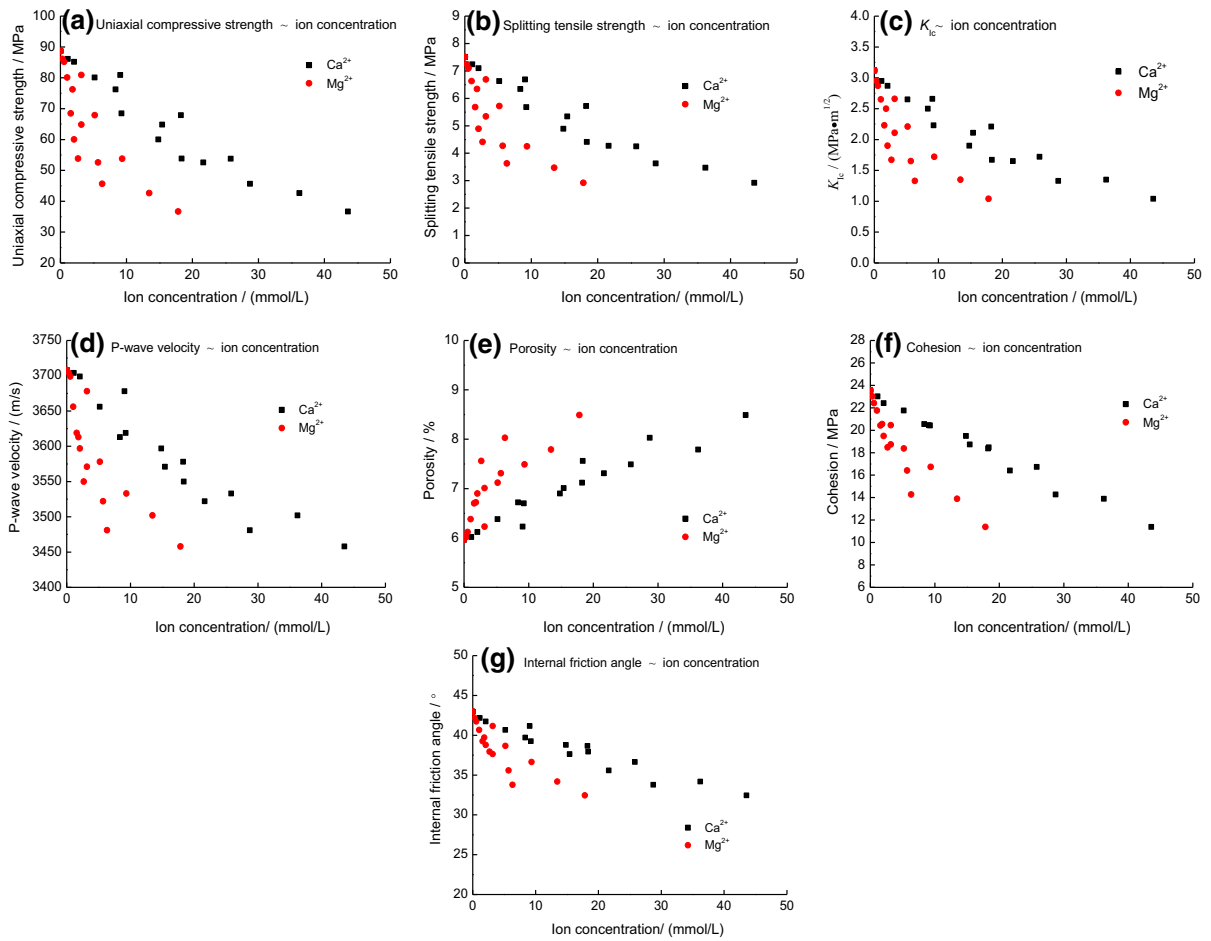 (a) Uniaxial compressive strength ~ ion concentration
Uniaxial compressive strength / MPa
100
90
80
70
60
50
40
30
20
Ca²⁺
Mg²⁺
0 10 20 30 40 50
Ion concentration / (mmol/L)
(b) Splitting tensile strength ~ ion concentration
Splitting tensile strength / MPa
9
8
7
6
5
4
3
2
1
0
Ca²⁺
Mg²⁺
0 10 20 30 40 50
Ion concentration/ (mmol/L)
(c) K_Ic ~ ion concentration
K_Ic / (MPa•m^1/2)
4.0
3.5
3.0
2.5
2.0
1.5
1.0
0.5
0.0
Ca²⁺
Mg²⁺
0 10 20 30 40 50
Ion concentration / (mmol/L)
(d) P-wave velocity ~ ion concentration
P-wave velocity / (m/s)
3750
3700
3650
3600
3550
3500
3450
3400
Ca²⁺
Mg²⁺
0 10 20 30 40 50
Ion concentration/ (mmol/L)
(e) Porosity ~ ion concentration
Porosity / %
10
9
8
7
6
5
Ca²⁺
Mg²⁺
0 10 20 30 40 50
Ion concentration/ (mmol/L)
(f) Cohesion ~ ion concentration
Cohesion / MPa
28
26
24
22
20
18
16
14
12
10
8
6
Ca²⁺
Mg²⁺
0 10 20 30 40 50
Ion concentration/ (mmol/L)
(g) Internal friction angle ~ ion concentration
Internal friction angle / °
50
45
40
35
30
25
20
Ca²⁺
Mg²⁺
0 10 20 30 40 50
Ion concentration/ (mmol/L)